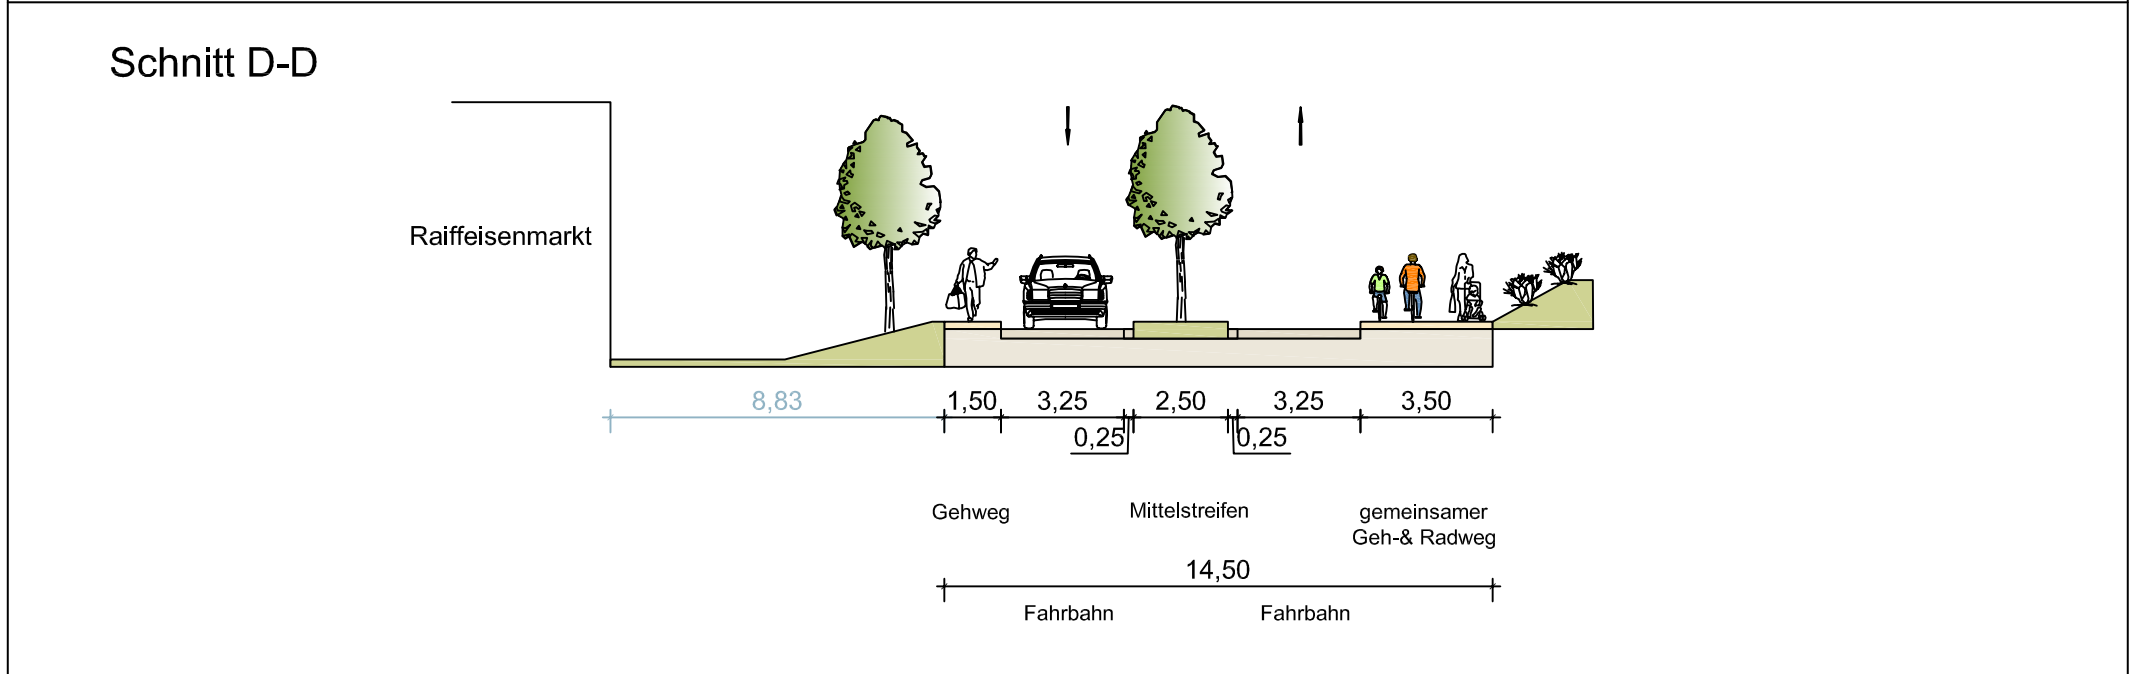 Schnitt D-D
Raiffeisenmarkt
8,83 1,50 3,25 2,50 3,25 3,50
0,25 0,25
Gehweg Mittelstreifen gemeinsamer
Geh-& Radweg
14,50
Fahrbahn Fahrbahn